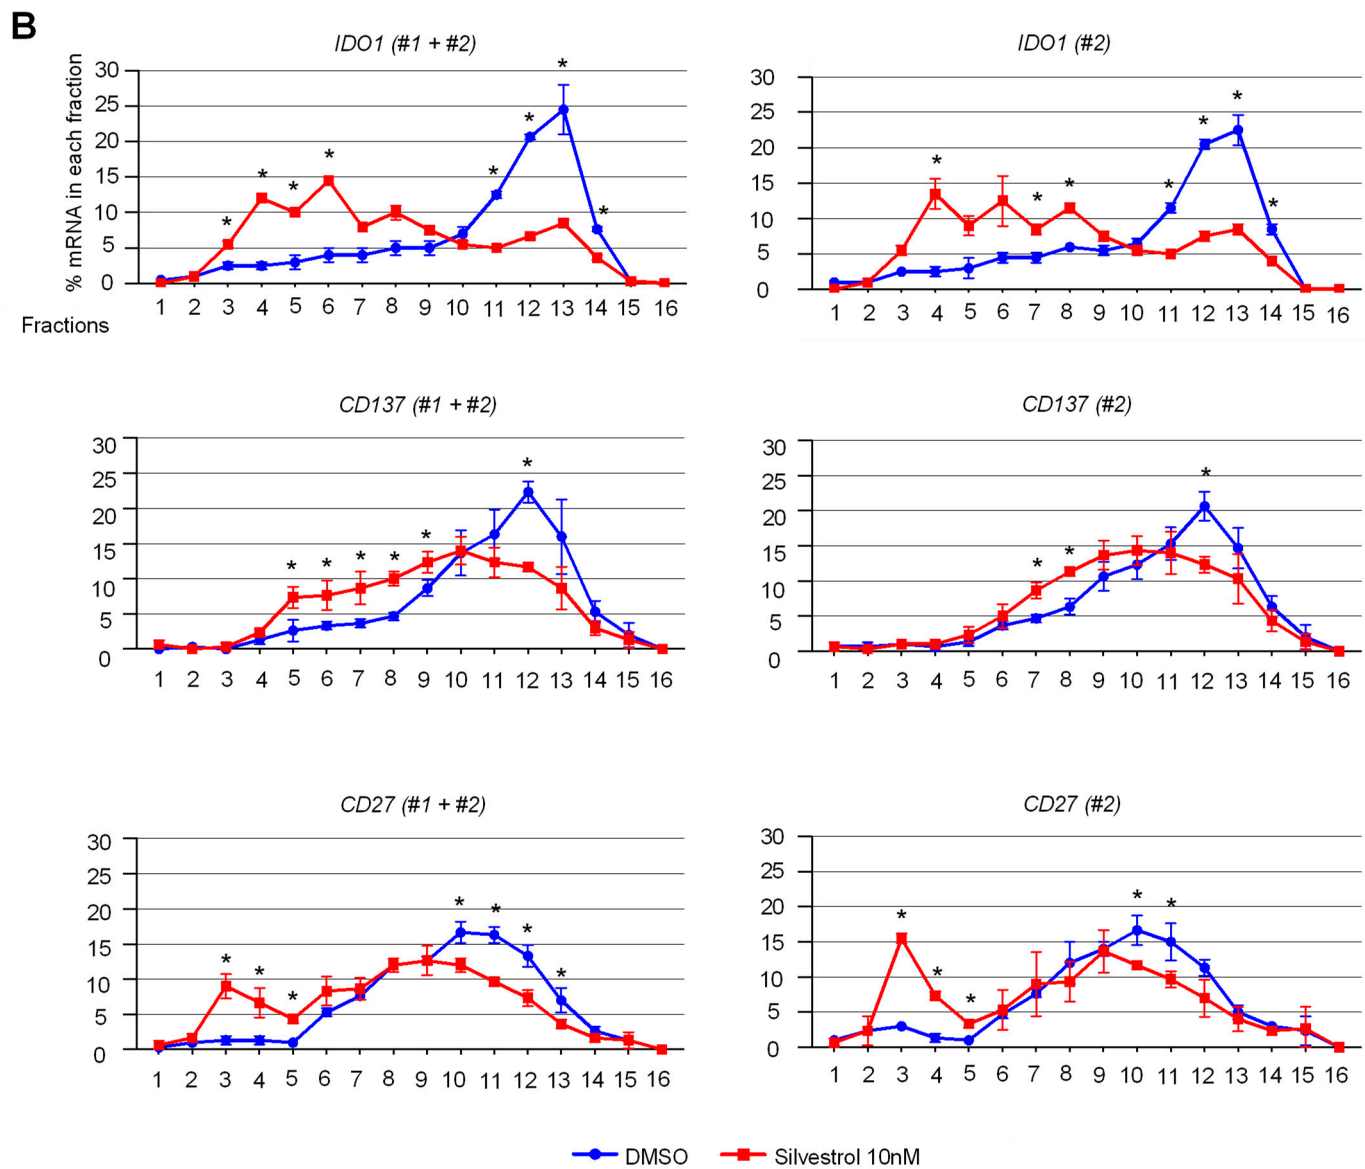 B
IDO1 (#1 + #2)
% mRNA in each fraction
30
25
20
15
10
5
0
1 2 3 4 5 6 7 8 9 10 11 12 13 14 15 16
Fractions
* * * * * * * *
IDO1 (#2)
30
25
20
15
10
5
0
1 2 3 4 5 6 7 8 9 10 11 12 13 14 15 16
* * * * * * *
CD137 (#1 + #2)
30
25
20
15
10
5
0
1 2 3 4 5 6 7 8 9 10 11 12 13 14 15 16
* * * * * *
CD137 (#2)
30
25
20
15
10
5
0
1 2 3 4 5 6 7 8 9 10 11 12 13 14 15 16
* * *
CD27 (#1 + #2)
30
25
20
15
10
5
0
1 2 3 4 5 6 7 8 9 10 11 12 13 14 15 16
* * * * * * *
CD27 (#2)
30
25
20
15
10
5
0
1 2 3 4 5 6 7 8 9 10 11 12 13 14 15 16
* * * * *
DMSO Silvestrol 10nM